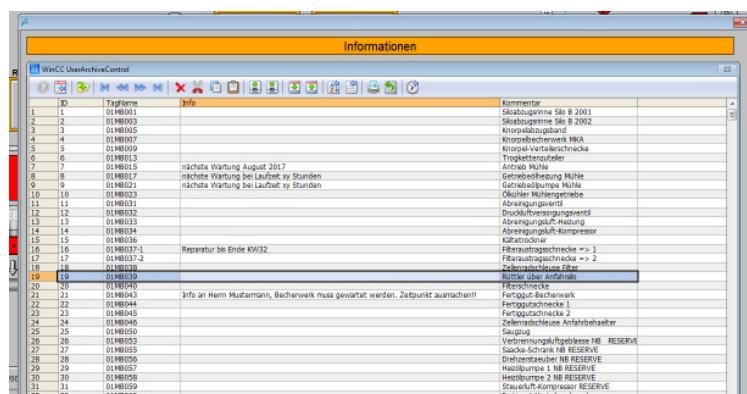 Informationen
WinCC UserArchiveControl
ID TagName Info Kommentar
1 1 01MB001 Siloabzugsrinne Silo B 2001
2 2 01MB003 Siloabzugsrinne Silo B 2002
3 3 01MB005 Knorpelabzugsband
4 4 01MB007 Knorpelbecherwerk MKA
5 5 01MB009 Knorpel-Verteilerschnecke
6 6 01MB013 Trogkettenzuteiler
7 7 01MB015 nächste Wartung August 2017 Antrieb Mühle
8 8 01MB017 nächste Wartung bei Laufzeit xy Stunden Getriebeölheizung Mühle
9 9 01MB021 nächste Wartung bei Laufzeit xy Stunden Getriebeölpumpe Mühle
10 10 01MB023 Ölkühler Mühlengetriebe
11 11 01MB031 Abreinigungsventil
12 12 01MB032 Druckluftversorgungsventil
13 13 01MB033 Abreinigungsluft-Heizung
14 14 01MB034 Abreinigungsluft-Kompressor
15 15 01MB036 Kältetrockner
16 16 01MB037-1 Reparatur bis Ende KW32 Filteraustragsschnecke => 1
17 17 01MB037-2 Filteraustragsschnecke => 2
18 18 01MB038 Zellenradschleuse Filter
19 19 01MB039 Rüttler über Anfahrsilo
20 20 01MB040 Filterschnecke
21 21 01MB043 Info an Herrn Mustermann, Becherwerk muss gewartet werden. Zeitpunkt ausmachen!! Fertiggut-Becherwerk
22 22 01MB044 Fertiggutschnecke 1
23 23 01MB045 Fertiggutschnecke 2
24 24 01MB046 Zellenradschleuse Anfahrbehaelter
25 25 01MB050 Saugzug
26 26 01MB053 Verbrennungsluftgeblaese NB RESERVE
27 27 01MB055 Saacke-Schrank NB RESERVE
28 28 01MB056 Drehzerstaeuber NB RESERVE
29 29 01MB057 Heizölpumpe 1 NB RESERVE
30 30 01MB058 Heizölpumpe 2 NB RESERVE
31 31 01MB059 Steuerluft-Kompressor RESERVE